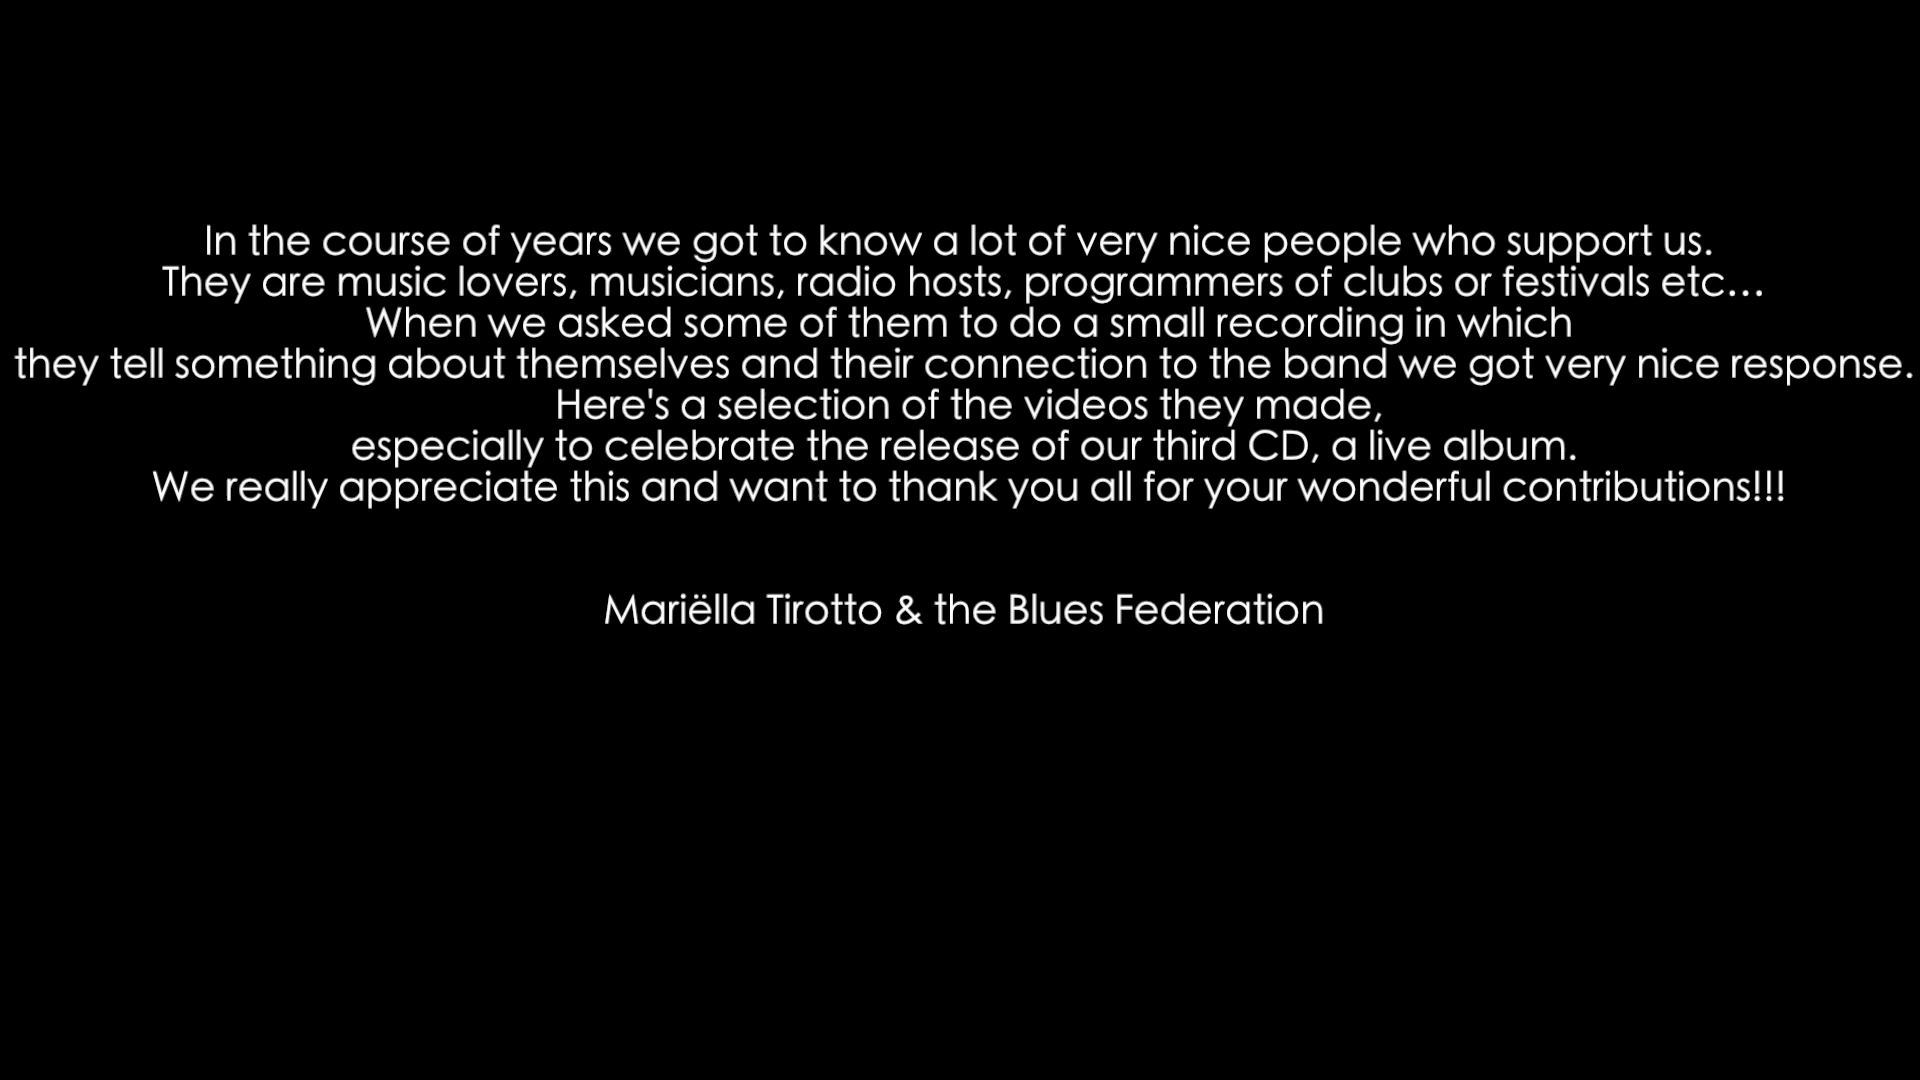 In the course of years we got to know a lot of very nice people who support us.
They are music lovers, musicians, radio hosts, programmers of clubs or festivals etc...
When we asked some of them to do a small recording in which
they tell something about themselves and their connection to the band we got very nice response.
Here's a selection of the videos they made,
especially to celebrate the release of our third CD, a live album.
We really appreciate this and want to thank you all for your wonderful contributions!!!
Mariëlla Tirotto & the Blues Federation